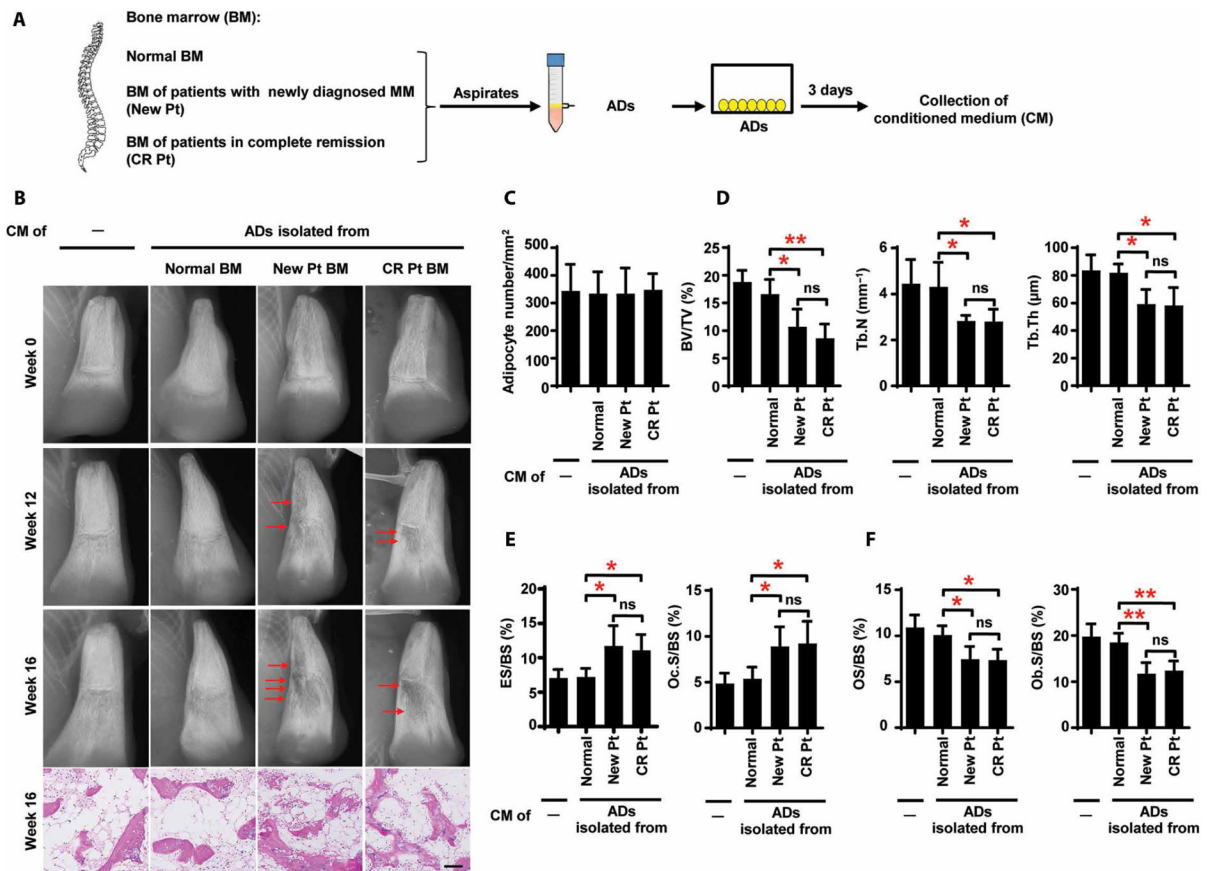 A
Bone marrow (BM):
Normal BM
BM of patients with newly diagnosed MM
(New Pt)
BM of patients in complete remission
(CR Pt)
Aspirates
ADs
ADs
3 days
Collection of
conditioned medium (CM)
B
CM of
—
ADs isolated from
Normal BM
New Pt BM
CR Pt BM
Week 0
Week 12
Week 16
Week 16
C
Adipocyte number/mm²
500
400
300
200
100
0
Normal
New Pt
CR Pt
CM of
—
ADs
isolated from
D
BV/TV (%)
25
20
15
10
5
0
*
**
ns
Normal
New Pt
CR Pt
—
ADs
isolated from
Tb.N (mm⁻¹)
6
4
2
0
*
*
ns
Normal
New Pt
CR Pt
—
ADs
isolated from
Tb.Th (µm)
100
80
60
40
20
0
*
*
ns
Normal
New Pt
CR Pt
—
ADs
isolated from
E
ES/BS (%)
20
15
10
5
0
*
*
ns
Normal
New Pt
CR Pt
CM of
—
ADs
isolated from
Oc.S/BS (%)
15
10
5
0
*
*
ns
Normal
New Pt
CR Pt
—
ADs
isolated from
F
OS/BS (%)
15
10
5
0
*
*
ns
Normal
New Pt
CR Pt
—
ADs
isolated from
Ob.S/BS (%)
30
20
10
0
**
**
ns
Normal
New Pt
CR Pt
—
ADs
isolated from